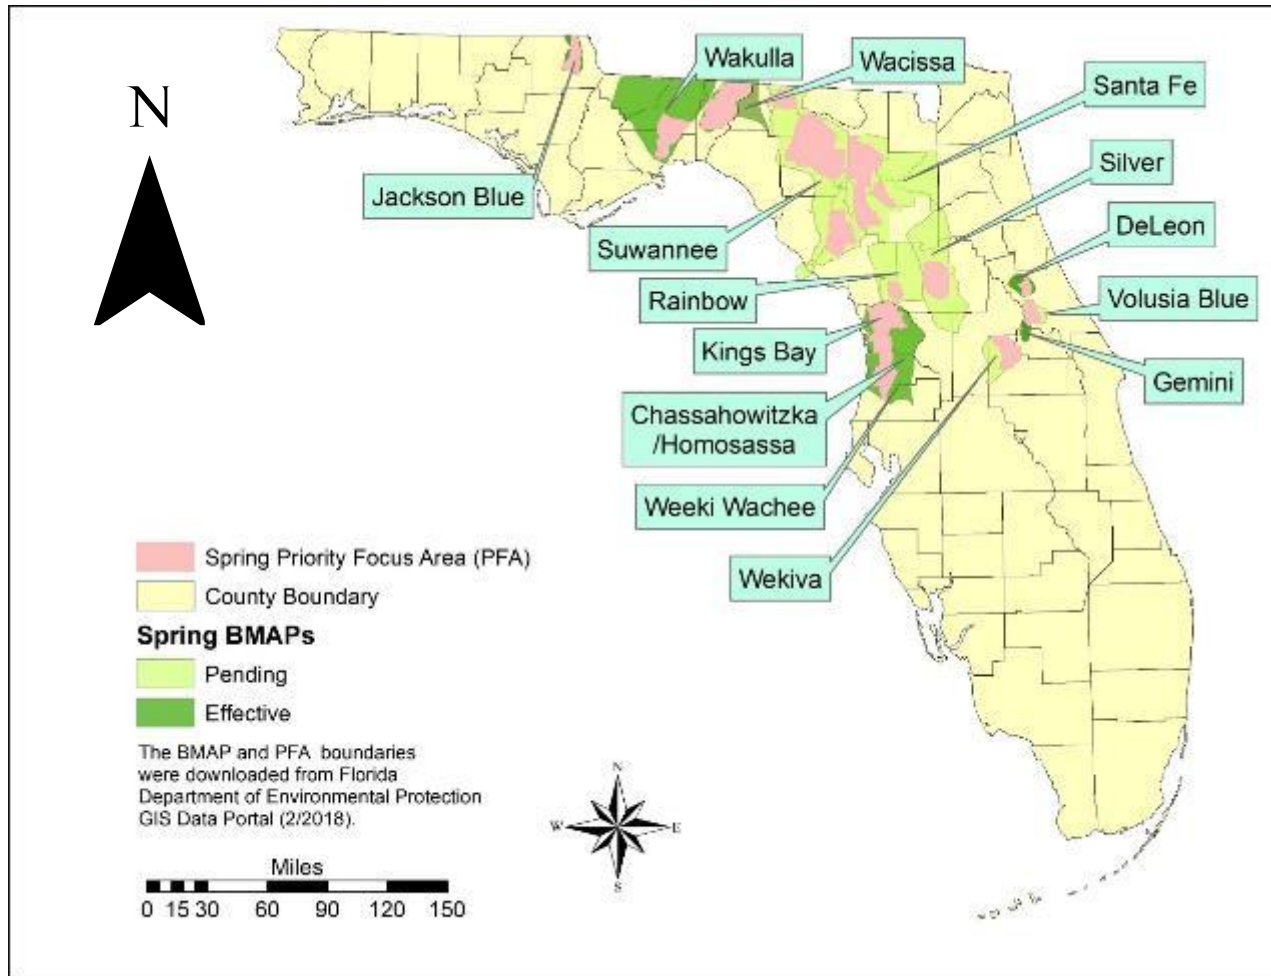 N
Wakulla
Wacissa
Santa Fe
Jackson Blue
Silver
Suwannee
DeLeon
Rainbow
Volusia Blue
Kings Bay
Gemini
Chassahowitzka
/Homosassa
Weeki Wachee
Wekiva
Spring Priority Focus Area (PFA)
County Boundary
Spring BMAPs
Pending
Effective
The BMAP and PFA boundaries
were downloaded from Florida
Department of Environmental Protection
GIS Data Portal (2/2018).
N
W E
S
Miles
0 15 30 60 90 120 150